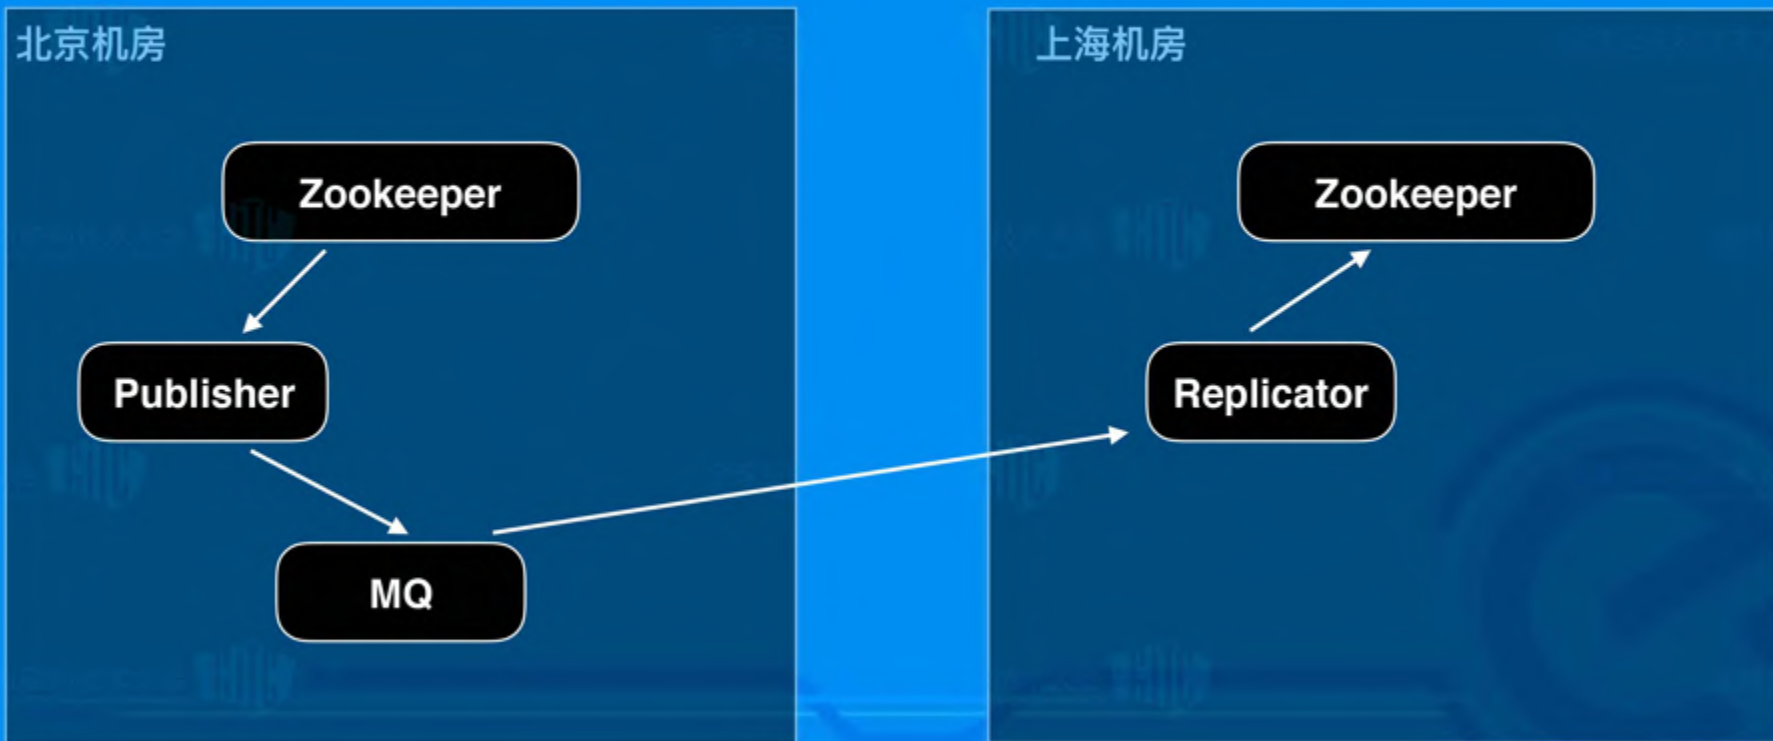 北京机房
上海机房
Zookeeper
Zookeeper
Publisher
Replicator
MQ